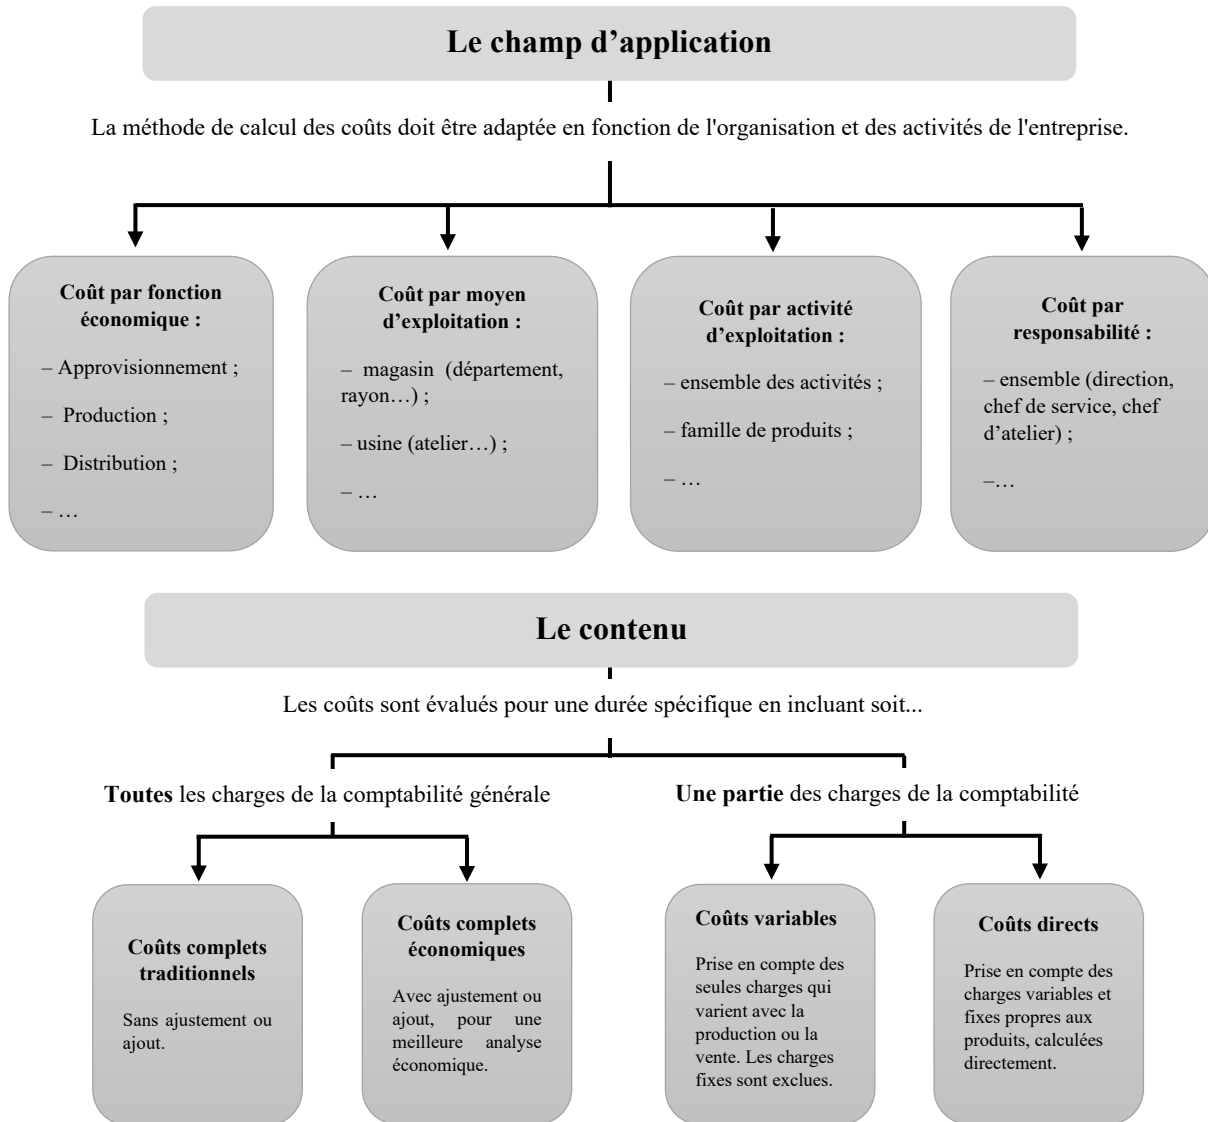 Le champ d’application
La méthode de calcul des coûts doit être adaptée en fonction de l'organisation et des activités de l'entreprise.
Coût par fonction
économique :
– Approvisionnement ;
– Production ;
– Distribution ;
– …
Coût par moyen
d’exploitation :
– magasin (département,
rayon…) ;
– usine (atelier…) ;
– …
Coût par activité
d’exploitation :
– ensemble des activités ;
– famille de produits ;
– …
Coût par
responsabilité :
– ensemble (direction,
chef de service, chef
d’atelier) ;
–…
Le contenu
Les coûts sont évalués pour une durée spécifique en incluant soit...
Toutes les charges de la comptabilité générale
Une partie des charges de la comptabilité
Coûts complets
traditionnels
Sans ajustement ou
ajout.
Coûts complets
économiques
Avec ajustement ou
ajout, pour une
meilleure analyse
économique.
Coûts variables
Prise en compte des
seules charges qui
varient avec la
production ou la
vente. Les charges
fixes sont exclues.
Coûts directs
Prise en compte des
charges variables et
fixes propres aux
produits, calculées
directement.